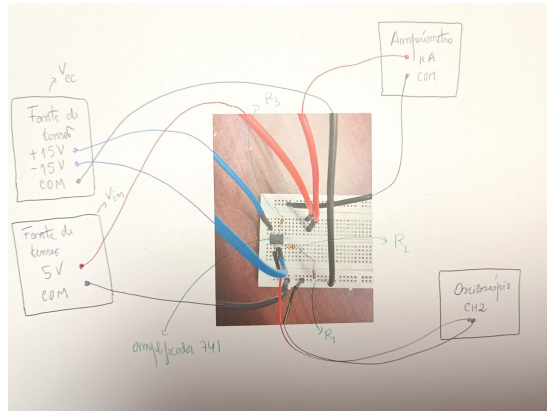 Vcc
Fonte de
tensão
+15V
-15V
COM
Vin
Fonte de
tensão
5V
COM
R3
Amperímetro
COM
RL
Osciloscópio
CH2
R1
amplificador 741